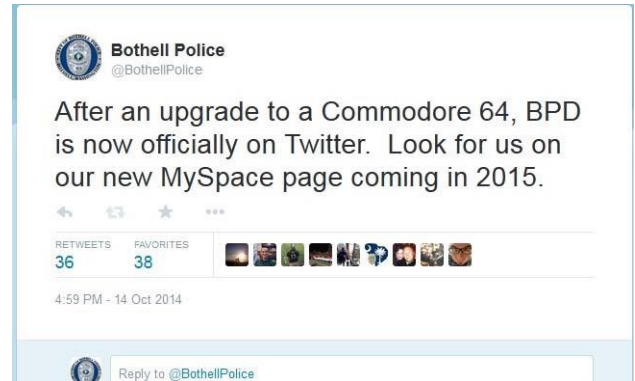 Bothell Police
@BothellPolice
After an upgrade to a Commodore 64, BPD
is now officially on Twitter.  Look for us on
our new MySpace page coming in 2015.
RETWEETS FAVORITES
36 38
4:59 PM - 14 Oct 2014
Reply to @BothellPolice